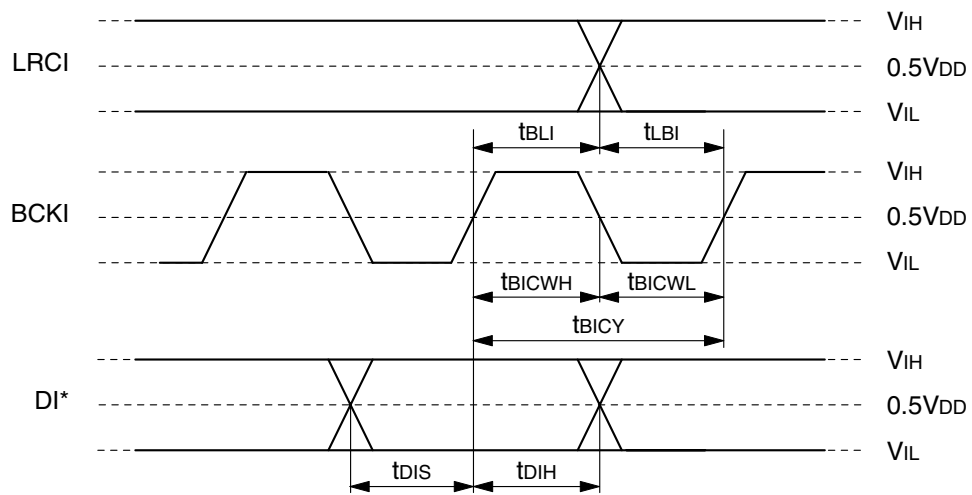 VIH
LRCI
0.5VDD
VIL
tBLI
tLBI
VIH
BCKI
0.5VDD
VIL
tBICWH
tBICWL
tBICY
VIH
DI*
0.5VDD
VIL
tDIS
tDIH